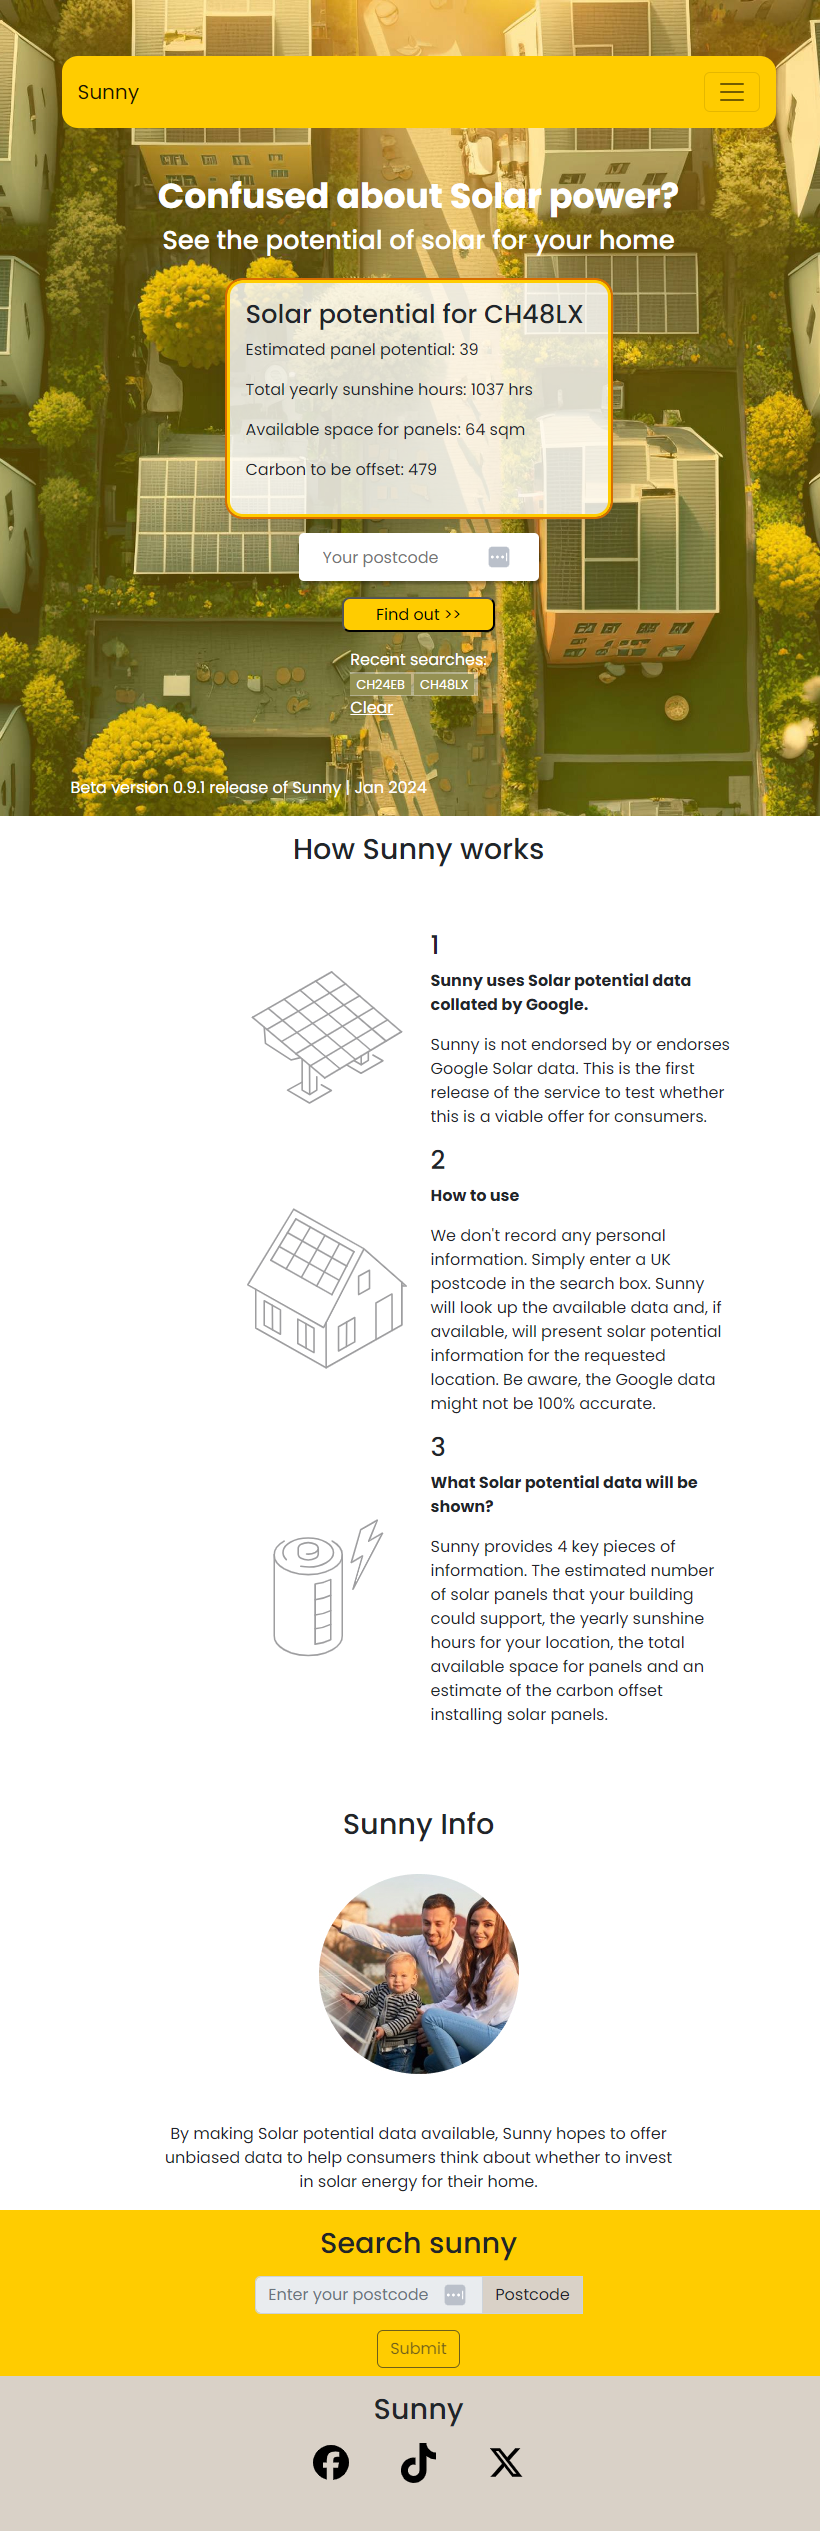 Sunny
Confused about Solar power?
See the potential of solar for your home
Solar potential for CH48LX
Estimated panel potential: 39
Total yearly sunshine hours: 1037 hrs
Available space for panels: 64 sqm
Carbon to be offset: 479
Your postcode
Find out >>
Recent searches:
CH24EB CH48LX
Clear
Beta version 0.9.1 release of Sunny | Jan 2024
How Sunny works
1
Sunny uses Solar potential data
collated by Google.
Sunny is not endorsed by or endorses
Google Solar data. This is the first
release of the service to test whether
this is a viable offer for consumers.
2
How to use
We don't record any personal
information. Simply enter a UK
postcode in the search box. Sunny
will look up the available data and, if
available, will present solar potential
information for the requested
location. Be aware, the Google data
might not be 100% accurate.
3
What Solar potential data will be
shown?
Sunny provides 4 key pieces of
information. The estimated number
of solar panels that your building
could support, the yearly sunshine
hours for your location, the total
available space for panels and an
estimate of the carbon offset
installing solar panels.
Sunny Info
By making Solar potential data available, Sunny hopes to offer
unbiased data to help consumers think about whether to invest
in solar energy for their home.
Search sunny
Enter your postcode Postcode
Submit
Sunny